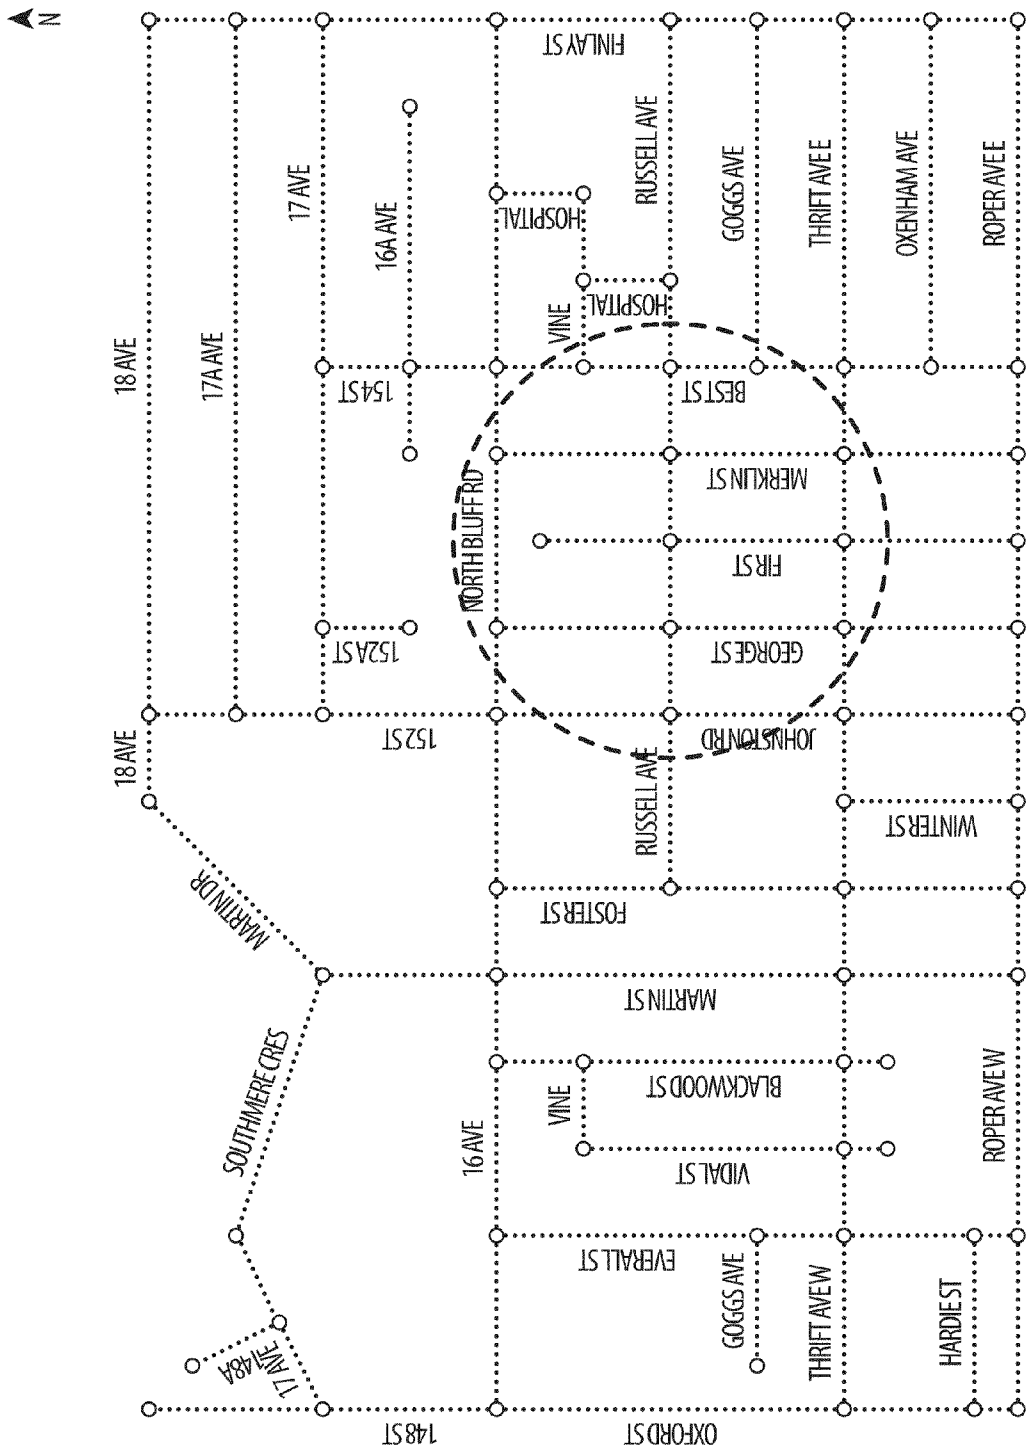 N
18 AVE
18 AVE
17A AVE
17 AVE
16A AVE
154 ST
152A ST
152 ST
MARTIN DR
SOUTHMERE CRES
148A
17 AVE
148 ST
16 AVE
NORTH BLUFF RD
FINLAY ST
HOSPITAL
HOSPITAL
VINE
VINE
RUSSELL AVE
RUSSELL AVE
BEST ST
MERKLIN ST
FIR ST
GEORGE ST
JOHNSTON RD
FOSTER ST
MARTIN ST
BLACKWOOD ST
VIDAL ST
EVERALL ST
OXFORD ST
GOGGS AVE
GOGGS AVE
THRIFT AVE E
THRIFT AVE W
OXENHAM AVE
WINTER ST
HARDIE ST
ROPER AVE E
ROPER AVE W